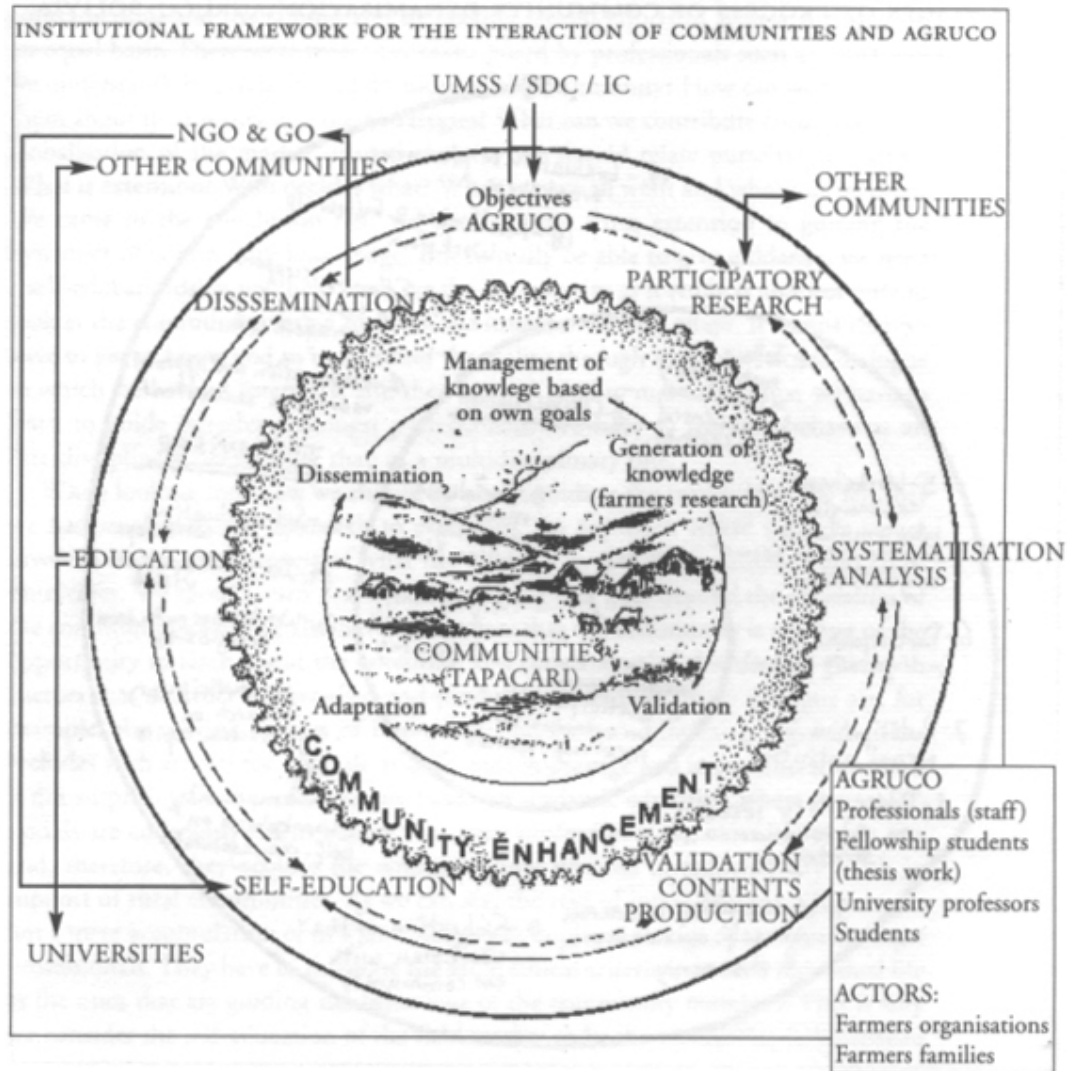 INSTITUTIONAL FRAMEWORK FOR THE INTERACTION OF COMMUNITIES AND AGRUCO
UMSS / SDC / IC
NGO & GO
OTHER COMMUNITIES
OTHER
COMMUNITIES
Objectives
AGRUCO
PARTICIPATORY
RESEARCH
DISSSEMINATION
Management of
knowlege based
on own goals
Generation of
knowledge
(farmers research)
Dissemination
EDUCATION
SYSTEMATISATION
ANALYSIS
COMMUNITIES
(TAPACARI)
Adaptation
Validation
COMMUNITY ENHANCEMENT
SELF-EDUCATION
VALIDATION
CONTENTS
PRODUCTION
UNIVERSITIES
AGRUCO
Professionals (staff)
Fellowship students
(thesis work)
University professors
Students
ACTORS:
Farmers organisations
Farmers families